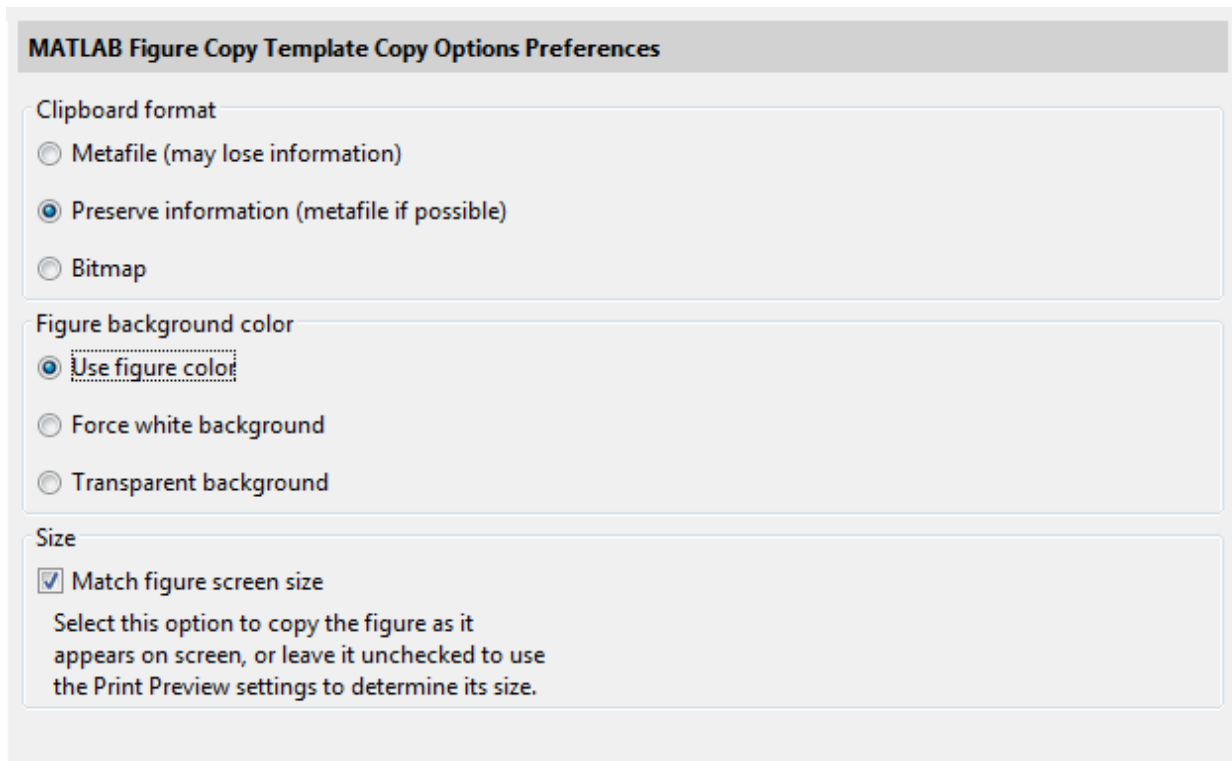 MATLAB Figure Copy Template Copy Options Preferences
Clipboard format
Metafile (may lose information)
Preserve information (metafile if possible)
Bitmap
Figure background color
Use figure color
Force white background
Transparent background
Size
Match figure screen size
Select this option to copy the figure as it
appears on screen, or leave it unchecked to use
the Print Preview settings to determine its size.